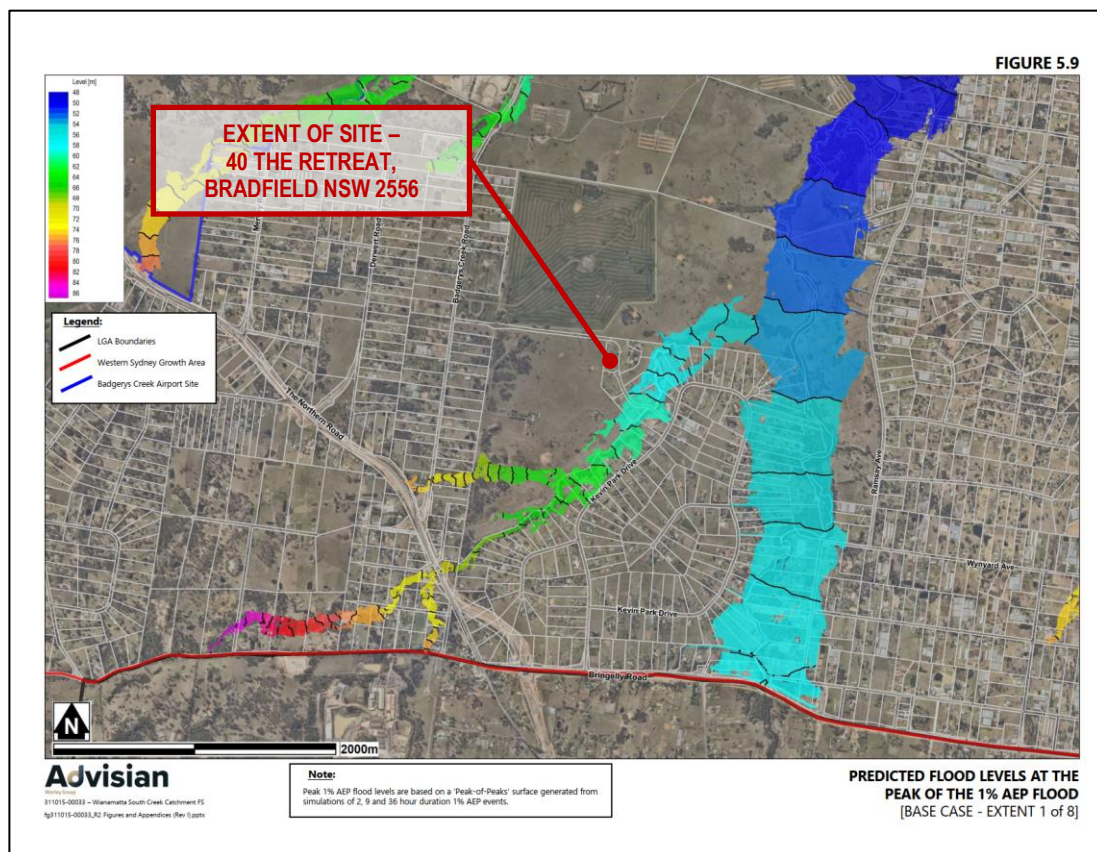 FIGURE 5.9
Level [m]
48
50
52
54
56
58
60
62
64
66
68
70
72
74
76
78
80
82
84
86
EXTENT OF SITE –
40 THE RETREAT,
BRADFIELD NSW 2556
Derwent Road
Badgerys Creek Road
Legend:
LGA Boundaries
Western Sydney Growth Area
Badgerys Creek Airport Site
The Northern Road
Kevin Park Drive
Ramsay Ave
Wynyard Ave
Kevin Park Drive
Bringelly Road
N
2000m
Advisian
Worley Group
311015-00033 – Wianamatta South Creek Catchment FS
fg311015-00033_R2 Figures and Appendices (Rev I).pptx
Note:
Peak 1% AEP flood levels are based on a 'Peak-of-Peaks' surface generated from
simulations of 2, 9 and 36 hour duration 1% AEP events.
PREDICTED FLOOD LEVELS AT THE
PEAK OF THE 1% AEP FLOOD
[BASE CASE - EXTENT 1 of 8]